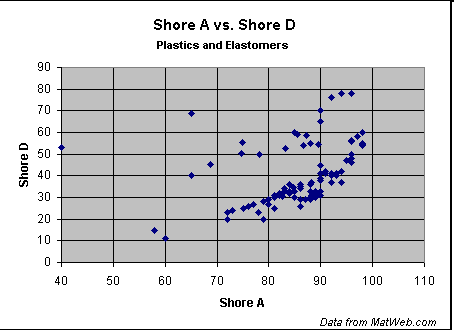 Shore A vs. Shore D
Plastics and Elastomers
90
80
70
60
50
40
30
20
10
0
Shore D
40 50 60 70 80 90 100 110
Shore A
Data from MatWeb.com